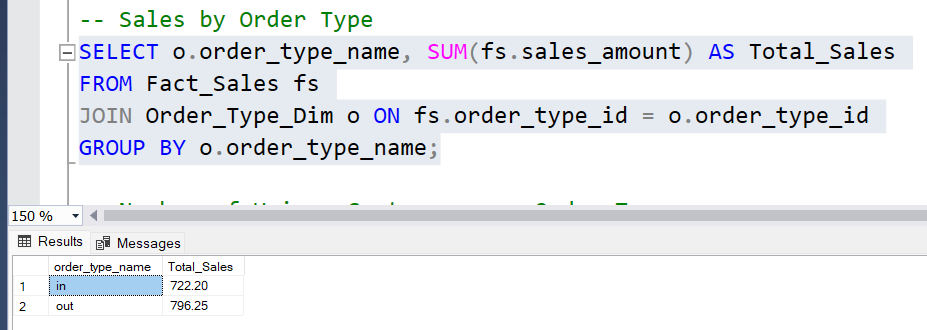 -- Sales by Order Type
SELECT o.order_type_name, SUM(fs.sales_amount) AS Total_Sales
FROM Fact_Sales fs
JOIN Order_Type_Dim o ON fs.order_type_id = o.order_type_id
GROUP BY o.order_type_name;
150 %
Results Messages
order_type_name Total_Sales
1 in 722.20
2 out 796.25